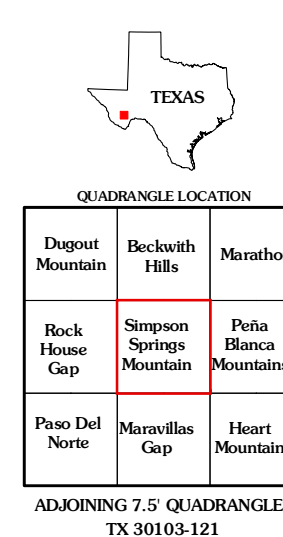 TEXAS
QUADRANGLE LOCATION
Dugout
Mountain
Beckwith
Hills
Maratho
Rock
House
Gap
Simpson
Springs
Mountain
Peña
Blanca
Mountains
Paso Del
Norte
Maravillas
Gap
Heart
Mountain
ADJOINING 7.5' QUADRANGLE
TX 30103-121